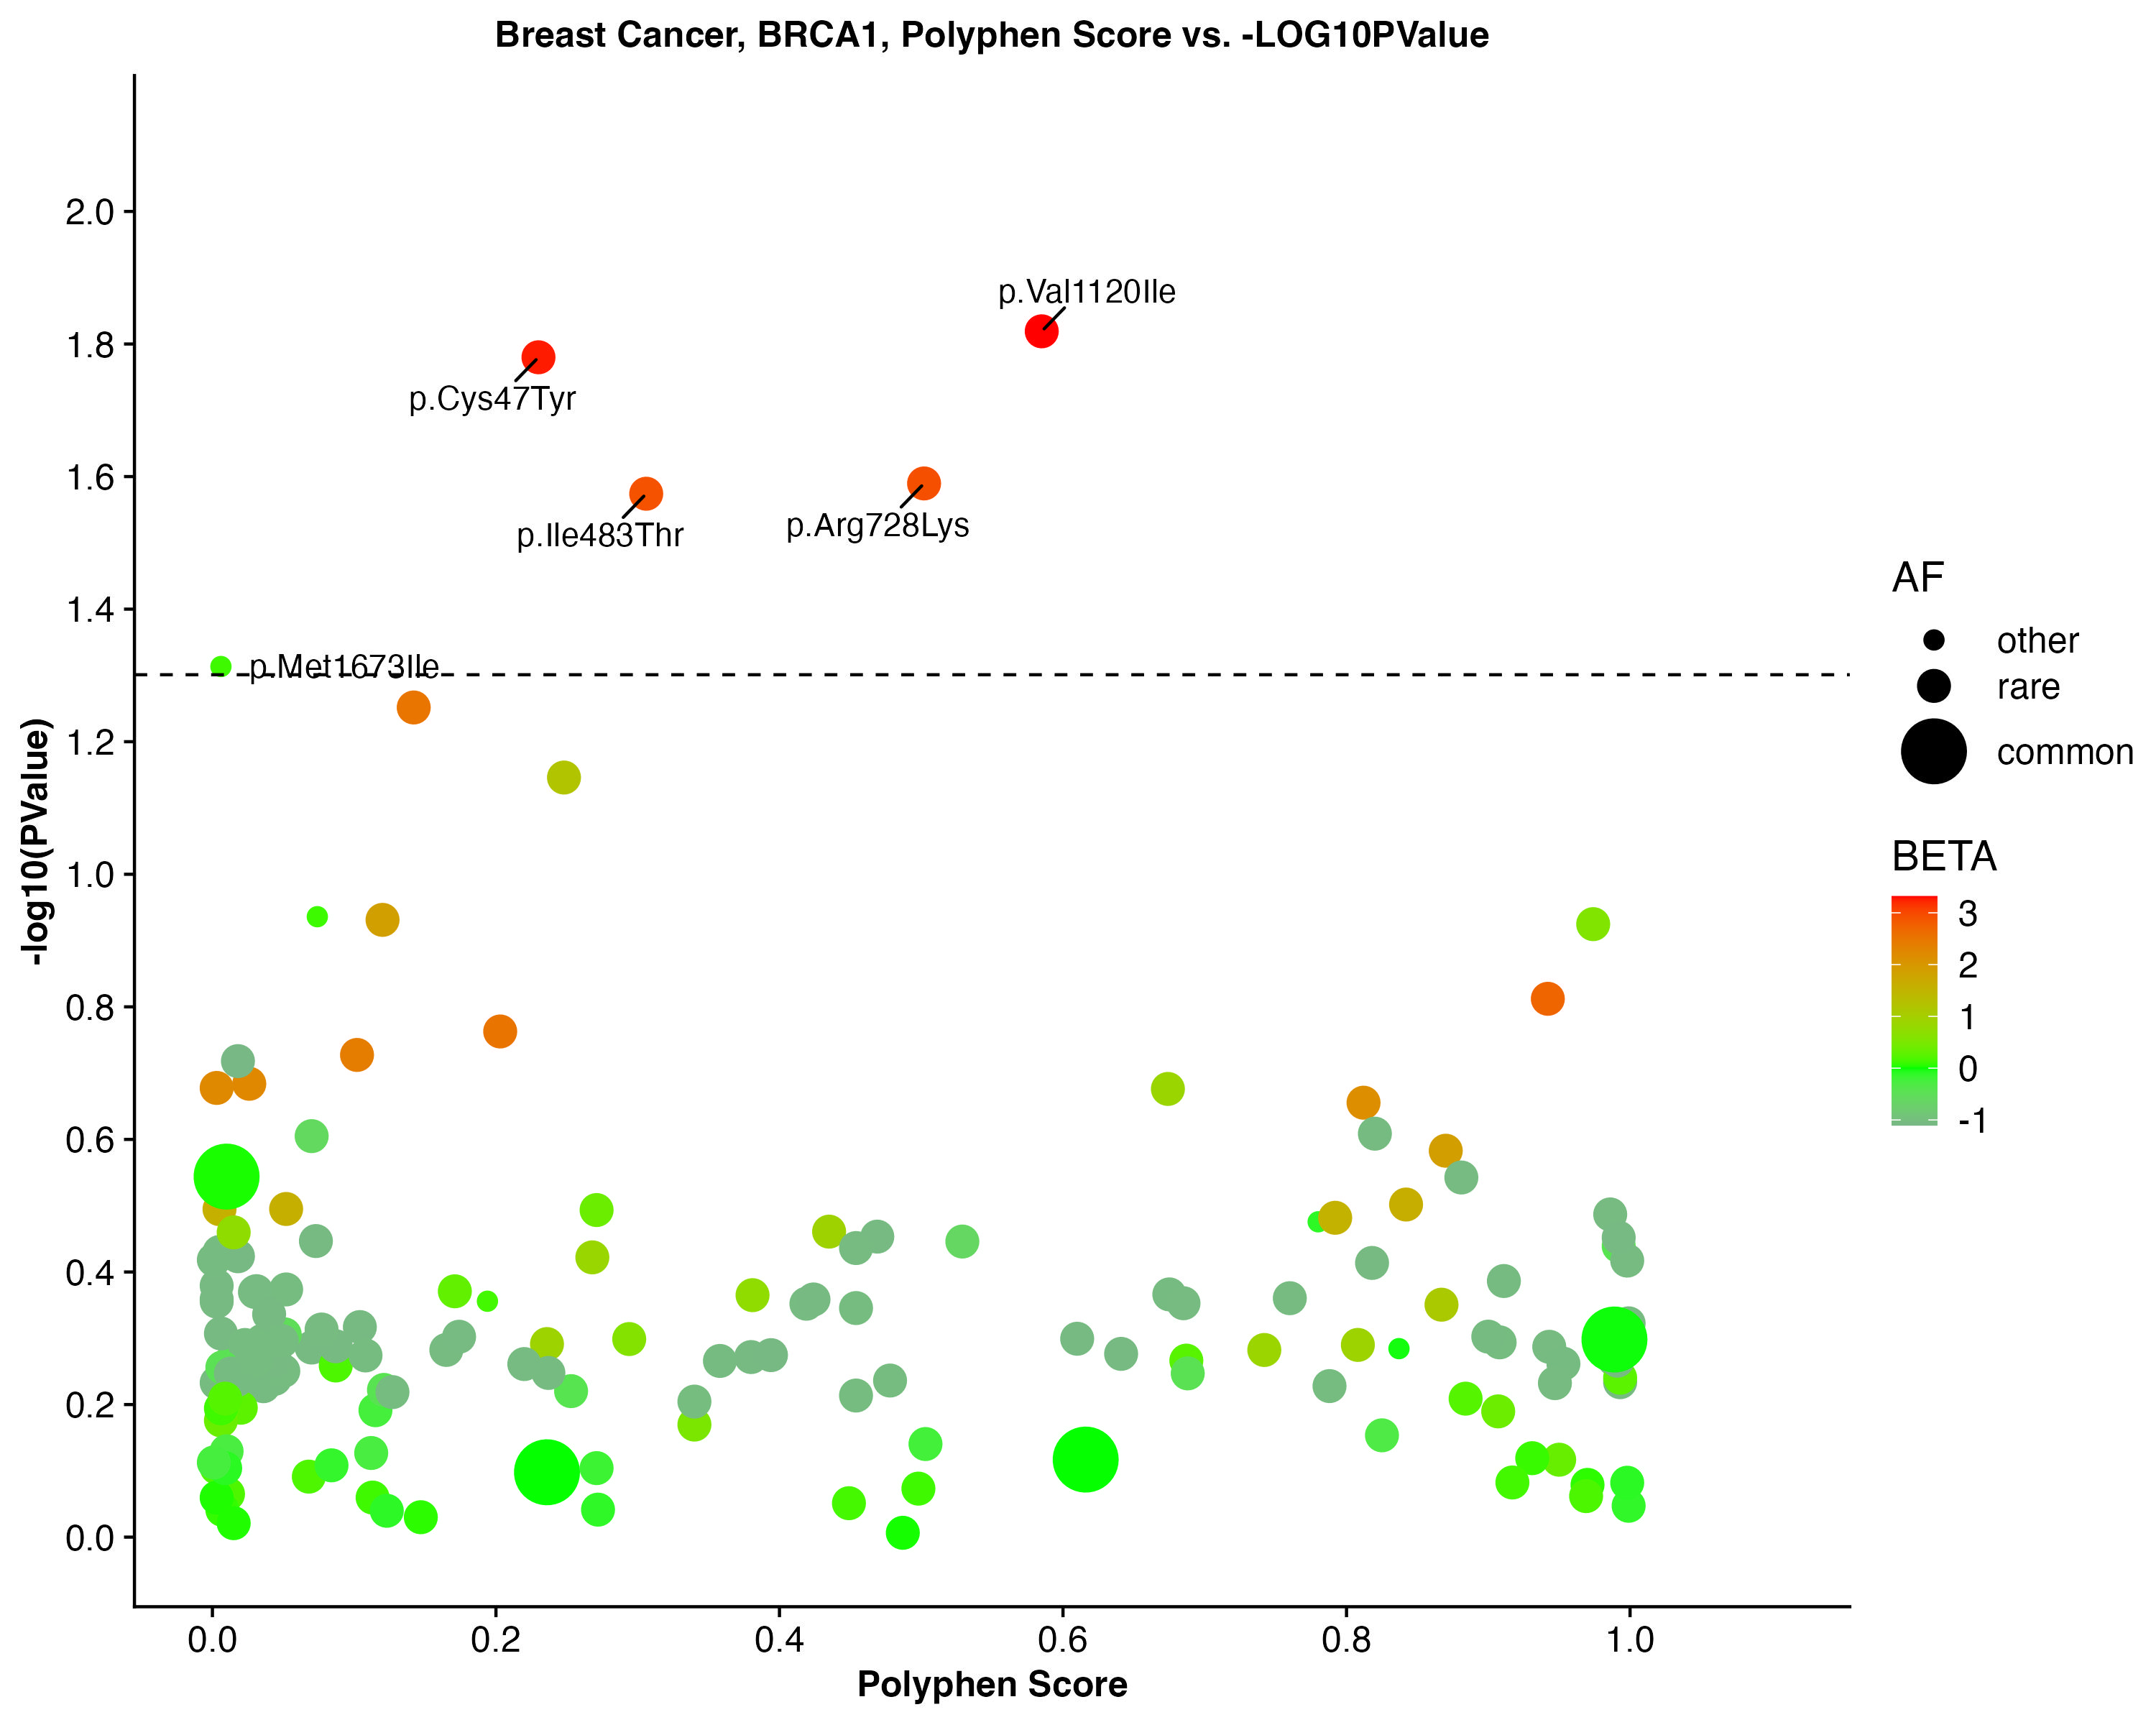 Breast Cancer, BRCA1, Polyphen Score vs. -LOG10PValue
2.0
1.8
1.6
1.4
1.2
1.0
0.8
0.6
0.4
0.2
0.0
-log10(PValue)
p.Val1120Ile
p.Cys47Tyr
p.Ile483Thr
p.Arg728Lys
p.Met1673Ile
0.0 0.2 0.4 0.6 0.8 1.0
Polyphen Score
AF
other
rare
common
BETA
3
2
1
0
-1